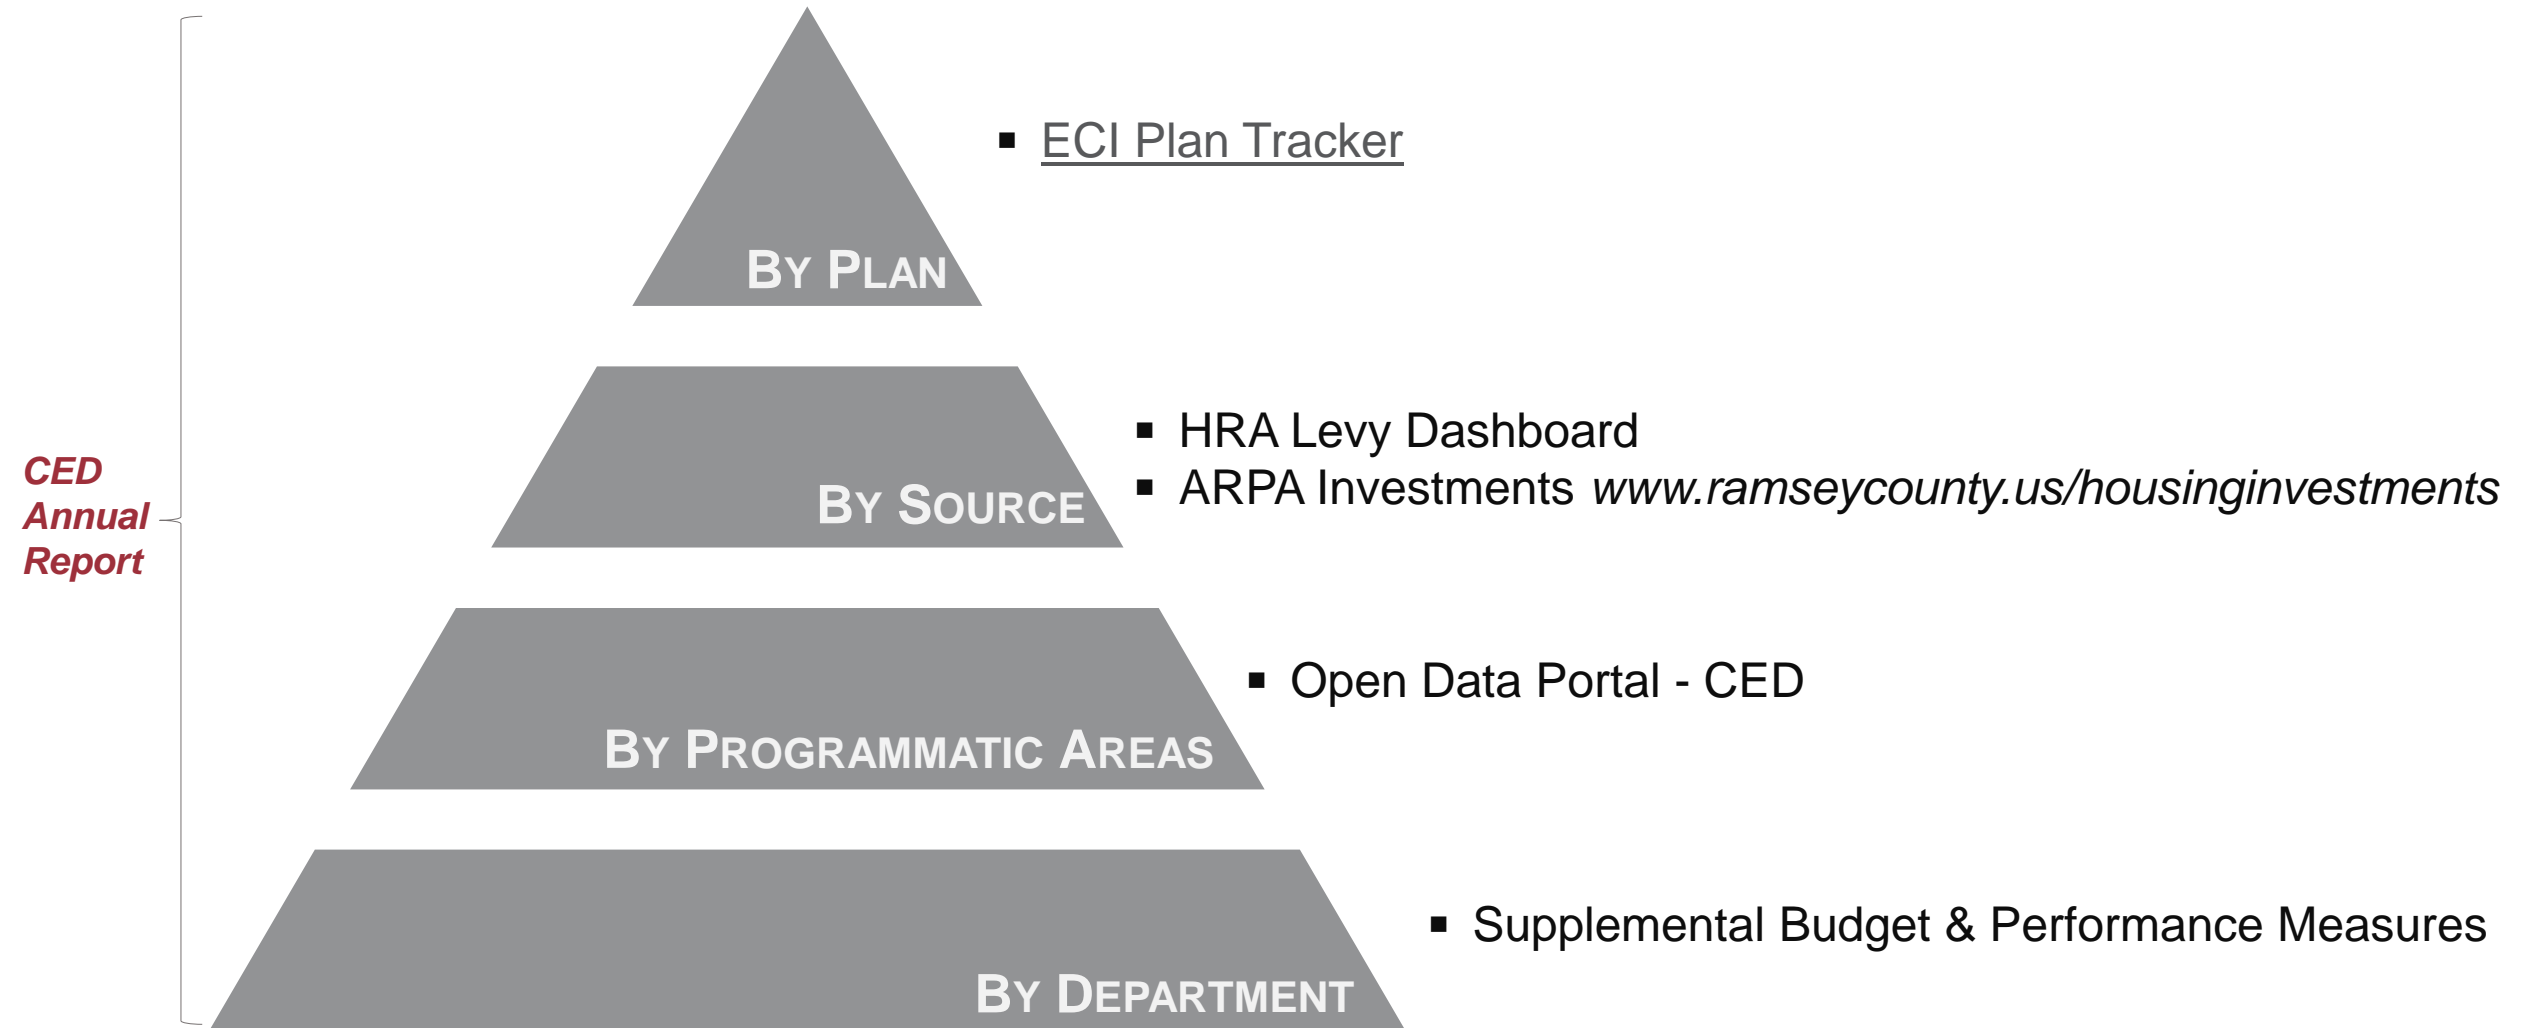 CED
Annual
Report
BY PLAN
▪ ECI Plan Tracker
BY SOURCE
▪ HRA Levy Dashboard
▪ ARPA Investments www.ramseycounty.us/housinginvestments
BY PROGRAMMATIC AREAS
▪ Open Data Portal - CED
BY DEPARTMENT
▪ Supplemental Budget & Performance Measures